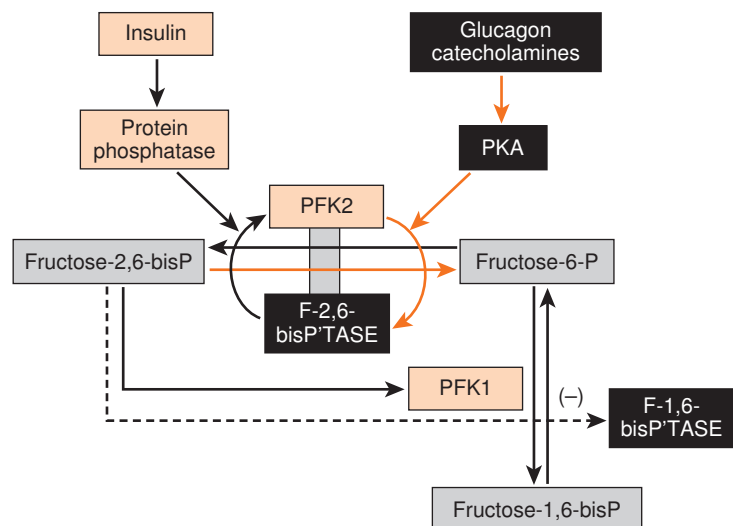 Insulin
Glucagon
catecholamines
Protein
phosphatase
PKA
PFK2
Fructose-2,6-bisP
Fructose-6-P
F-2,6-
bisP'TASE
PFK1
(–)
F-1,6-
bisP'TASE
Fructose-1,6-bisP